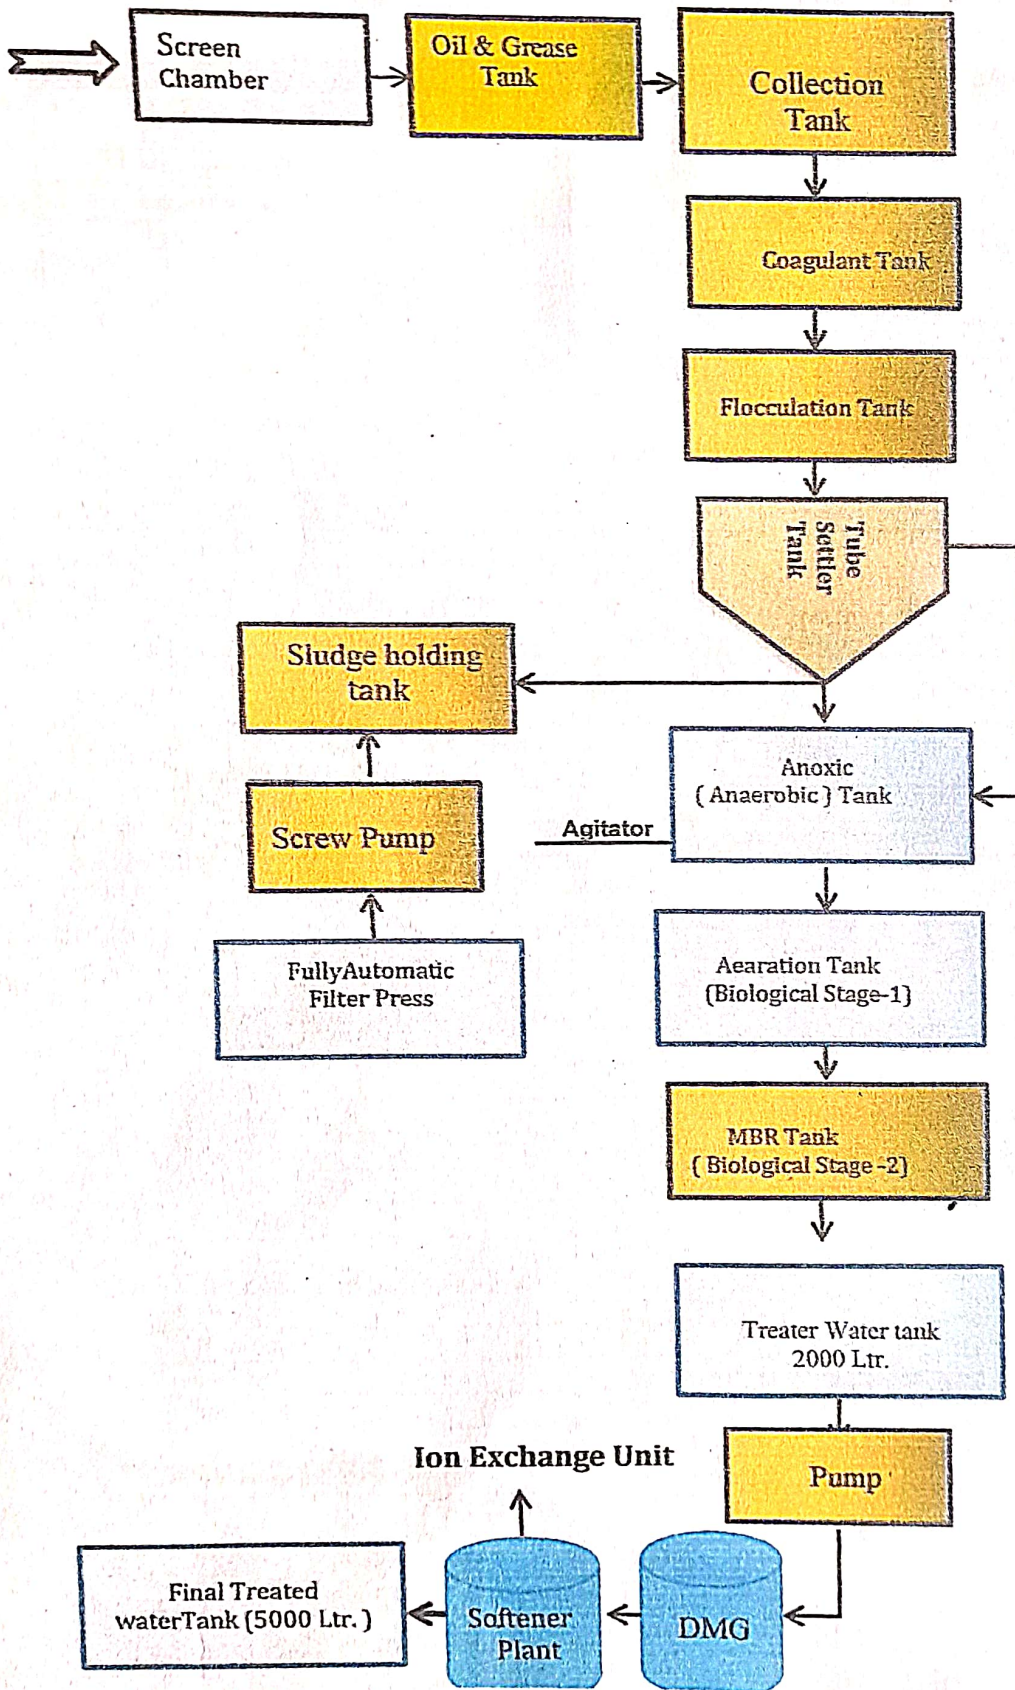 Screen
Chamber
Oil & Grease
Tank
Collection
Tank
Coagulant Tank
Flocculation Tank
Tube
Settler
Tank
Sludge holding
tank
Anoxic
( Anaerobic ) Tank
Screw Pump
Agitator
FullyAutomatic
Filter Press
Aearation Tank
(Biological Stage-1)
MBR Tank
( Biological Stage -2)
Treater Water tank
2000 Ltr.
Ion Exchange Unit
Pump
Final Treated
waterTank (5000 Ltr. )
Softener
Plant
DMG